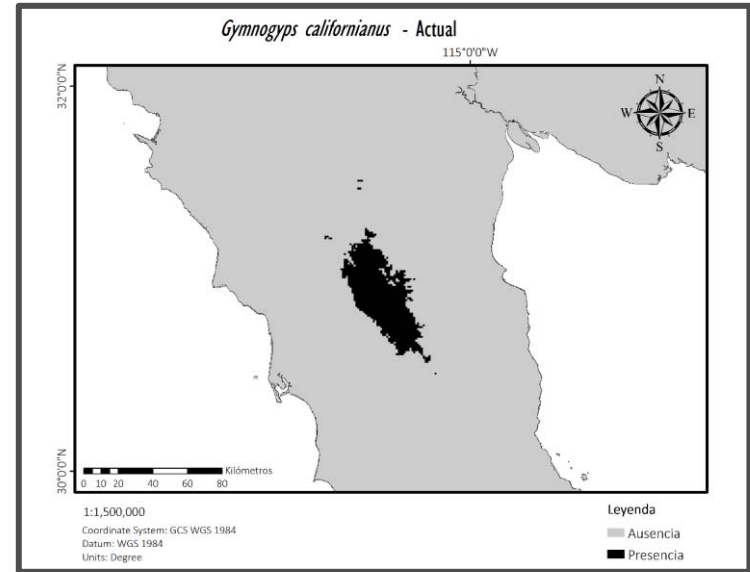 Gymnogyps californianus - Actual
115°0'0"W
32°0'0"N
N
W E
S
30°0'0"N
Kilómetros
0 10 20 40 60 80
1:1,500,000
Coordinate System: GCS WGS 1984
Datum: WGS 1984
Units: Degree
Leyenda
Ausencia
Presencia